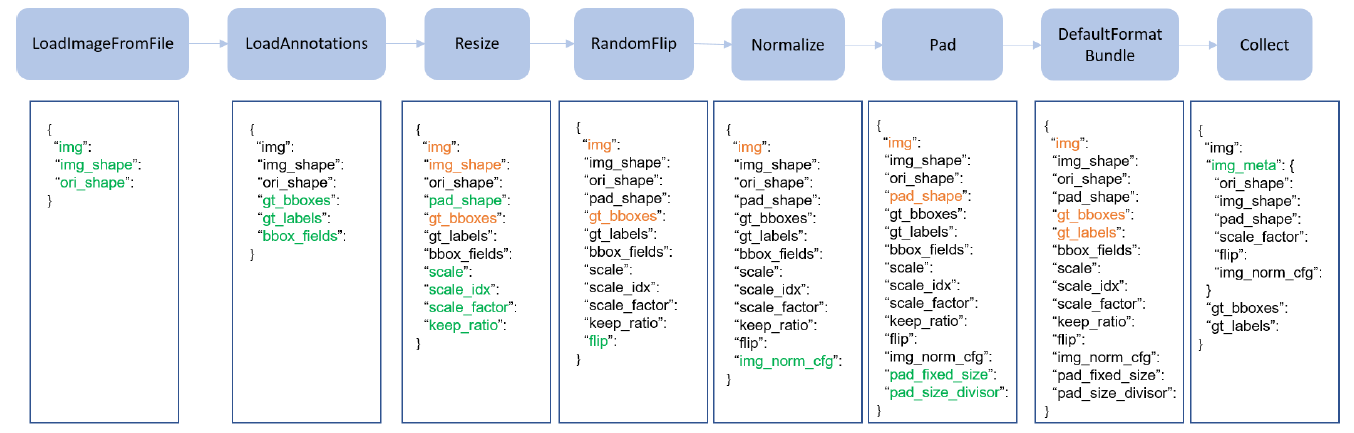 LoadImageFromFile
LoadAnnotations
Resize
RandomFlip
Normalize
Pad
DefaultFormat
Bundle
Collect
{
“img”:
“img_shape”:
“ori_shape”:
}
{
“img”:
“img_shape”:
“ori_shape”:
“gt_bboxes”:
“gt_labels”:
“bbox_fields”:
}
{
“img”:
“img_shape”:
“ori_shape”:
“pad_shape”:
“gt_bboxes”:
“gt_labels”:
“bbox_fields”:
“scale”:
“scale_idx”:
“scale_factor”:
“keep_ratio”:
}
{
“img”:
“img_shape”:
“ori_shape”:
“pad_shape”:
“gt_bboxes”:
“gt_labels”:
“bbox_fields”:
“scale”:
“scale_idx”:
“scale_factor”:
“keep_ratio”:
“flip”:
}
{
“img”:
“img_shape”:
“ori_shape”:
“pad_shape”:
“gt_bboxes”:
“gt_labels”:
“bbox_fields”:
“scale”:
“scale_idx”:
“scale_factor”:
“keep_ratio”:
“flip”:
“img_norm_cfg”:
}
{
“img”:
“img_shape”:
“ori_shape”:
“pad_shape”:
“gt_bboxes”:
“gt_labels”:
“bbox_fields”:
“scale”:
“scale_idx”:
“scale_factor”:
“keep_ratio”:
“flip”:
“img_norm_cfg”:
“pad_fixed_size”:
“pad_size_divisor”:
}
{
“img”:
“img_shape”:
“ori_shape”:
“pad_shape”:
“gt_bboxes”:
“gt_labels”:
“bbox_fields”:
“scale”:
“scale_idx”:
“scale_factor”:
“keep_ratio”:
“flip”:
“img_norm_cfg”:
“pad_fixed_size”:
“pad_size_divisor”:
}
{
“img”:
“img_meta”: {
“ori_shape”:
“img_shape”:
“pad_shape”:
“scale_factor”:
“flip”:
“img_norm_cfg”:
}
“gt_bboxes”:
“gt_labels”:
}